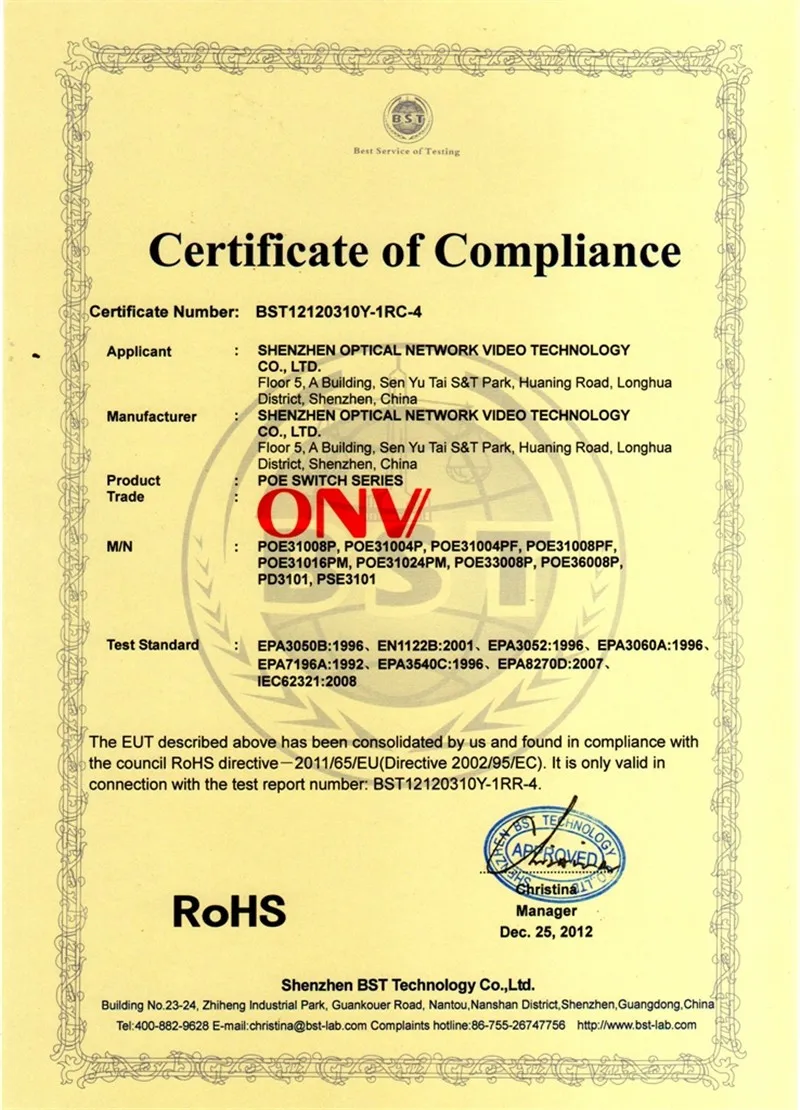 BST
Best Service of Testing
Certificate of Compliance
Certificate Number: BST12120310Y-1RC-4
Applicant : SHENZHEN OPTICAL NETWORK VIDEO TECHNOLOGY
CO., LTD.
Floor 5, A Building, Sen Yu Tai S&T Park, Huaning Road, Longhua
District, Shenzhen, China
Manufacturer : SHENZHEN OPTICAL NETWORK VIDEO TECHNOLOGY
CO., LTD.
Floor 5, A Building, Sen Yu Tai S&T Park, Huaning Road, Longhua
District, Shenzhen, China
Product : POE SWITCH SERIES
Trade : ONV
M/N : POE31008P, POE31004P, POE31004PF, POE31008PF,
POE31016PM, POE31024PM, POE33008P, POE36008P,
PD3101, PSE3101
BST
Test Standard : EPA3050B:1996、EN1122B:2001、EPA3052:1996、EPA3060A:1996、
EPA7196A:1992、EPA3540C:1996、EPA8270D:2007、
IEC62321:2008
The EUT described above has been consolidated by us and found in compliance with
the council RoHS directive－2011/65/EU(Directive 2002/95/EC). It is only valid in
connection with the test report number: BST12120310Y-1RR-4.
SHENZHEN BST TECHNOLOGY CO.,LTD.
APPROVED
Christina
RoHS
Manager
Dec. 25, 2012
Shenzhen BST Technology Co.,Ltd.
Building No.23-24, Zhiheng Industrial Park, Guankouer Road, Nantou,Nanshan District,Shenzhen,Guangdong,China
Tel:400-882-9628 E-mail:christina@bst-lab.com Complaints hotline:86-755-26747756 http://www.bst-lab.com